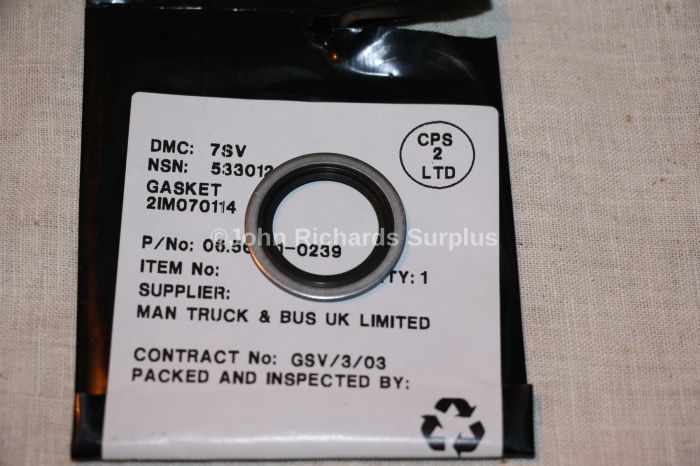 DMC: 7SV
NSN: 533012
GASKET
21M070114
CPS
2
LTD
© John Richards Surplus
P/No: 06.56 1-0239
ITEM No: TY: 1
SUPPLIER:
MAN TRUCK & BUS UK LIMITED
CONTRACT No: GSV/3/03
PACKED AND INSPECTED BY: